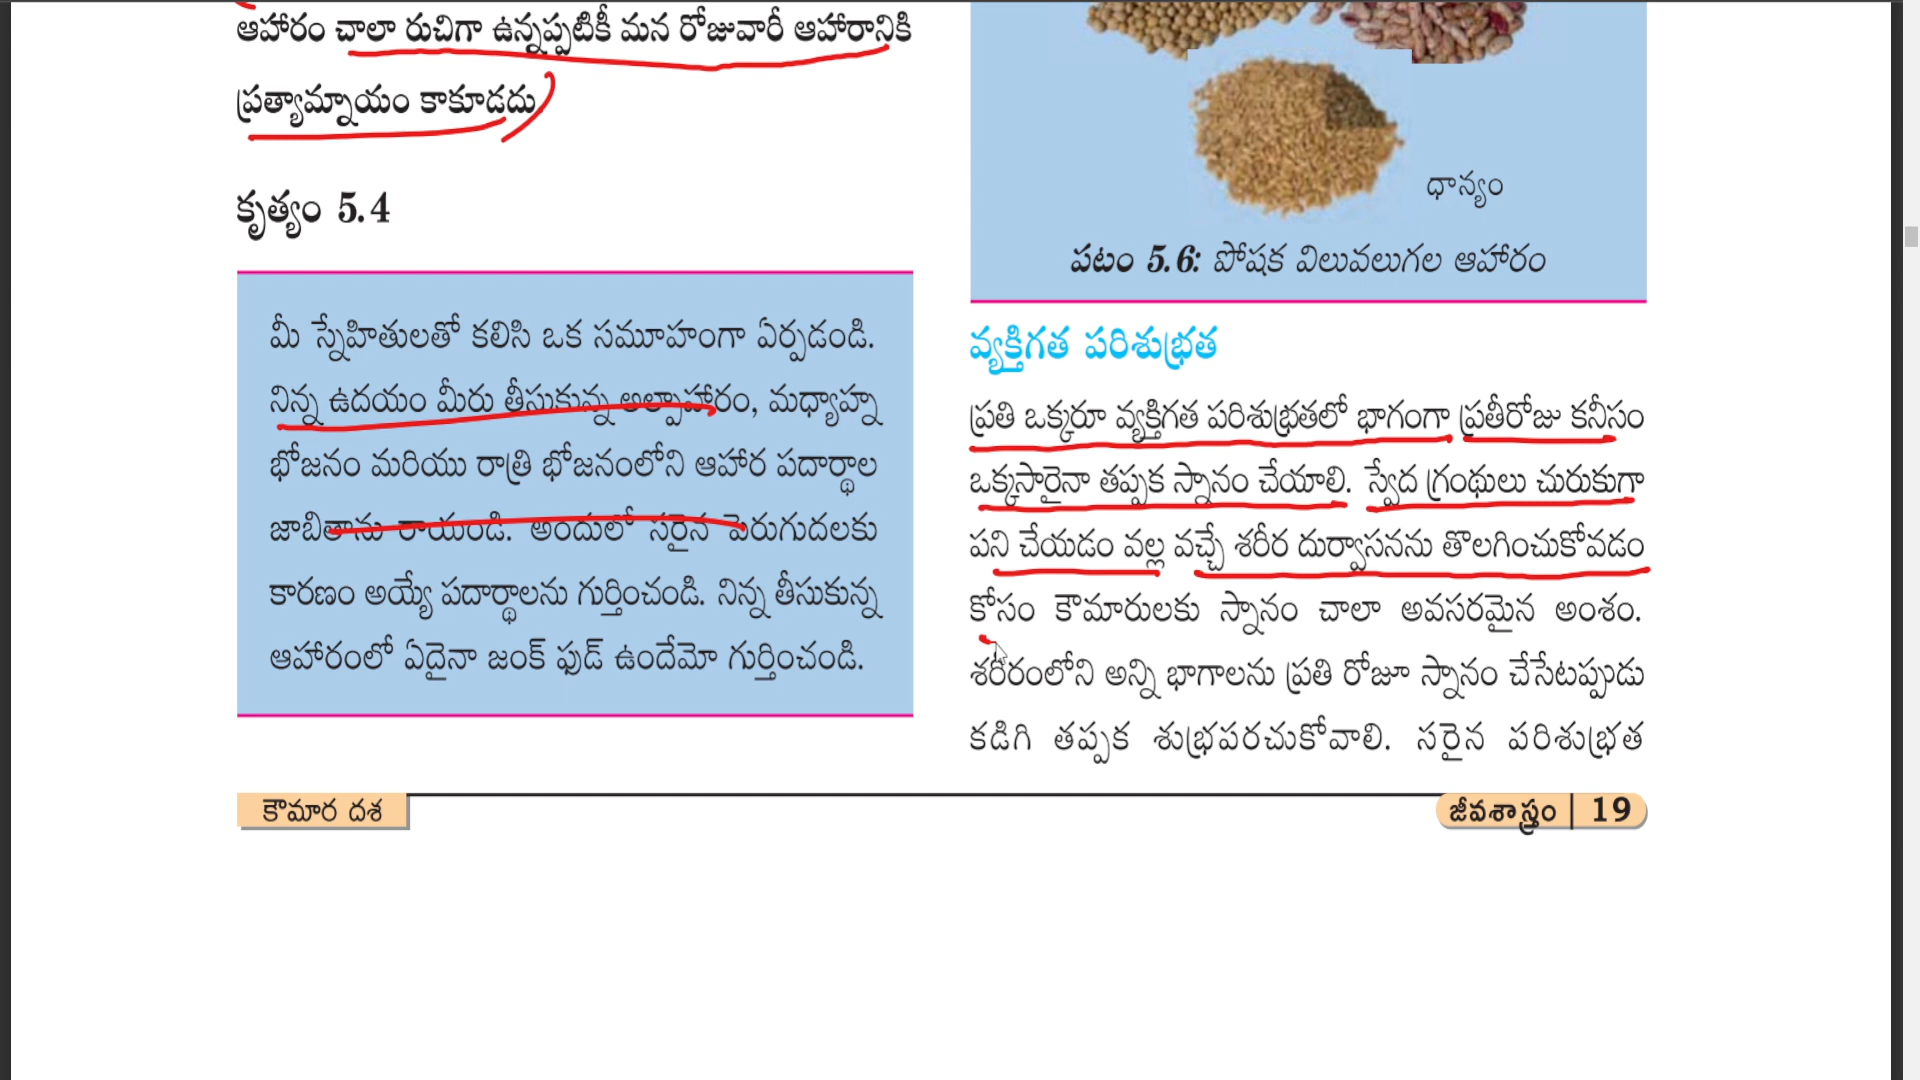 ఆహారం చాలా రుచిగా ఉన్నప్పటికీ మన రోజువారీ ఆహారానికి
ప్రత్యామ్నాయం కాకూడదు.
కృత్యం 5.4
మీ స్నేహితులతో కలిసి ఒక సమూహంగా ఏర్పడండి.
నిన్న ఉదయం మీరు తీసుకున్న అల్పాహారం, మధ్యాహ్న
భోజనం మరియు రాత్రి భోజనంలోని ఆహార పదార్థాల
జాబితాను రాయండి. అందులో సరైన పెరుగుదలకు
కారణం అయ్యే పదార్థాలను గుర్తించండి. నిన్న తీసుకున్న
ఆహారంలో ఏదైనా జంక్ ఫుడ్ ఉందేమో గుర్తించండి.
ధాన్యం
పటం 5.6: పోషక విలువలుగల ఆహారం
వ్యక్తిగత పరిశుభ్రత
ప్రతి ఒక్కరూ వ్యక్తిగత పరిశుభ్రతలో భాగంగా ప్రతీరోజు కనీసం
ఒక్కసారైనా తప్పక స్నానం చేయాలి. స్వేద గ్రంథులు చురుకుగా
పని చేయడం వల్ల వచ్చే శరీర దుర్వాసనను తొలగించుకోవడం
కోసం కౌమారులకు స్నానం చాలా అవసరమైన అంశం.
శరీరంలోని అన్ని భాగాలను ప్రతి రోజూ స్నానం చేసేటప్పుడు
కడిగి తప్పక శుభ్రపరచుకోవాలి. సరైన పరిశుభ్రత
కౌమార దశ
జీవశాస్త్రం | 19